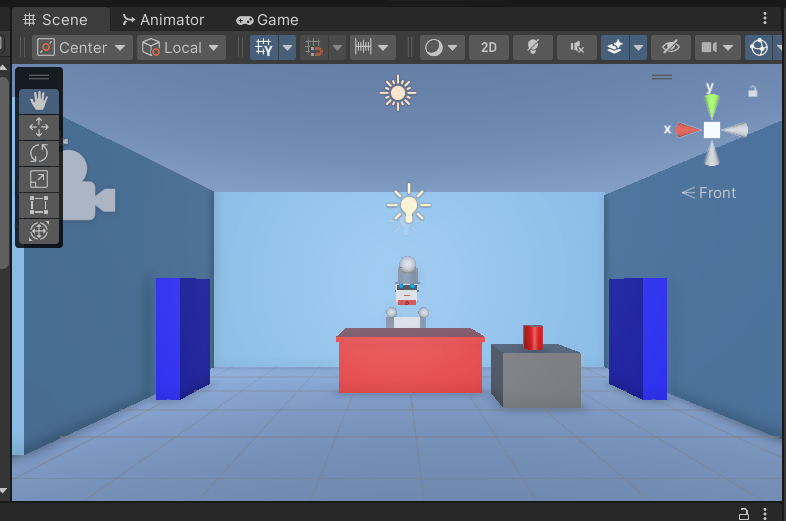 Scene Animator Game
Center Local 2D
y
x
Front